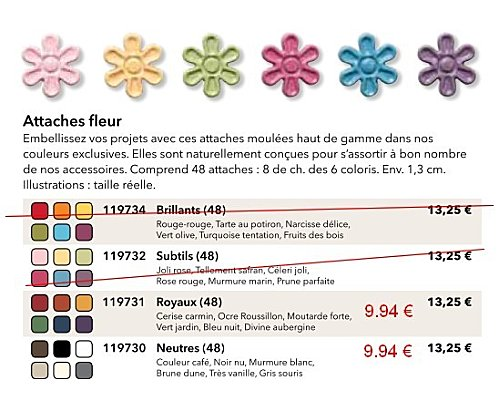 Attaches fleur
Embellissez vos projets avec ces attaches moulées haut de gamme dans nos
couleurs exclusives. Elles sont naturellement conçues pour s’assortir à bon nombre
de nos accessoires. Comprend 48 attaches : 8 de ch. des 6 coloris. Env. 1,3 cm.
Illustrations : taille réelle.
119734 Brillants (48) 13,25 €
Rouge-rouge, Tarte au potiron, Narcisse délice,
Vert olive, Turquoise tentation, Fruits des bois
119732 Subtils (48) 13,25 €
Joli rose, Tellement safran, Céleri joli,
Rose rouge, Murmure marin, Prune parfaite
119731 Royaux (48) 9.94 € 13,25 €
Cerise carmin, Ocre Roussillon, Moutarde forte,
Vert jardin, Bleu nuit, Divine aubergine
119730 Neutres (48) 9.94 € 13,25 €
Couleur café, Noir nu, Murmure blanc,
Brune dune, Très vanille, Gris souris